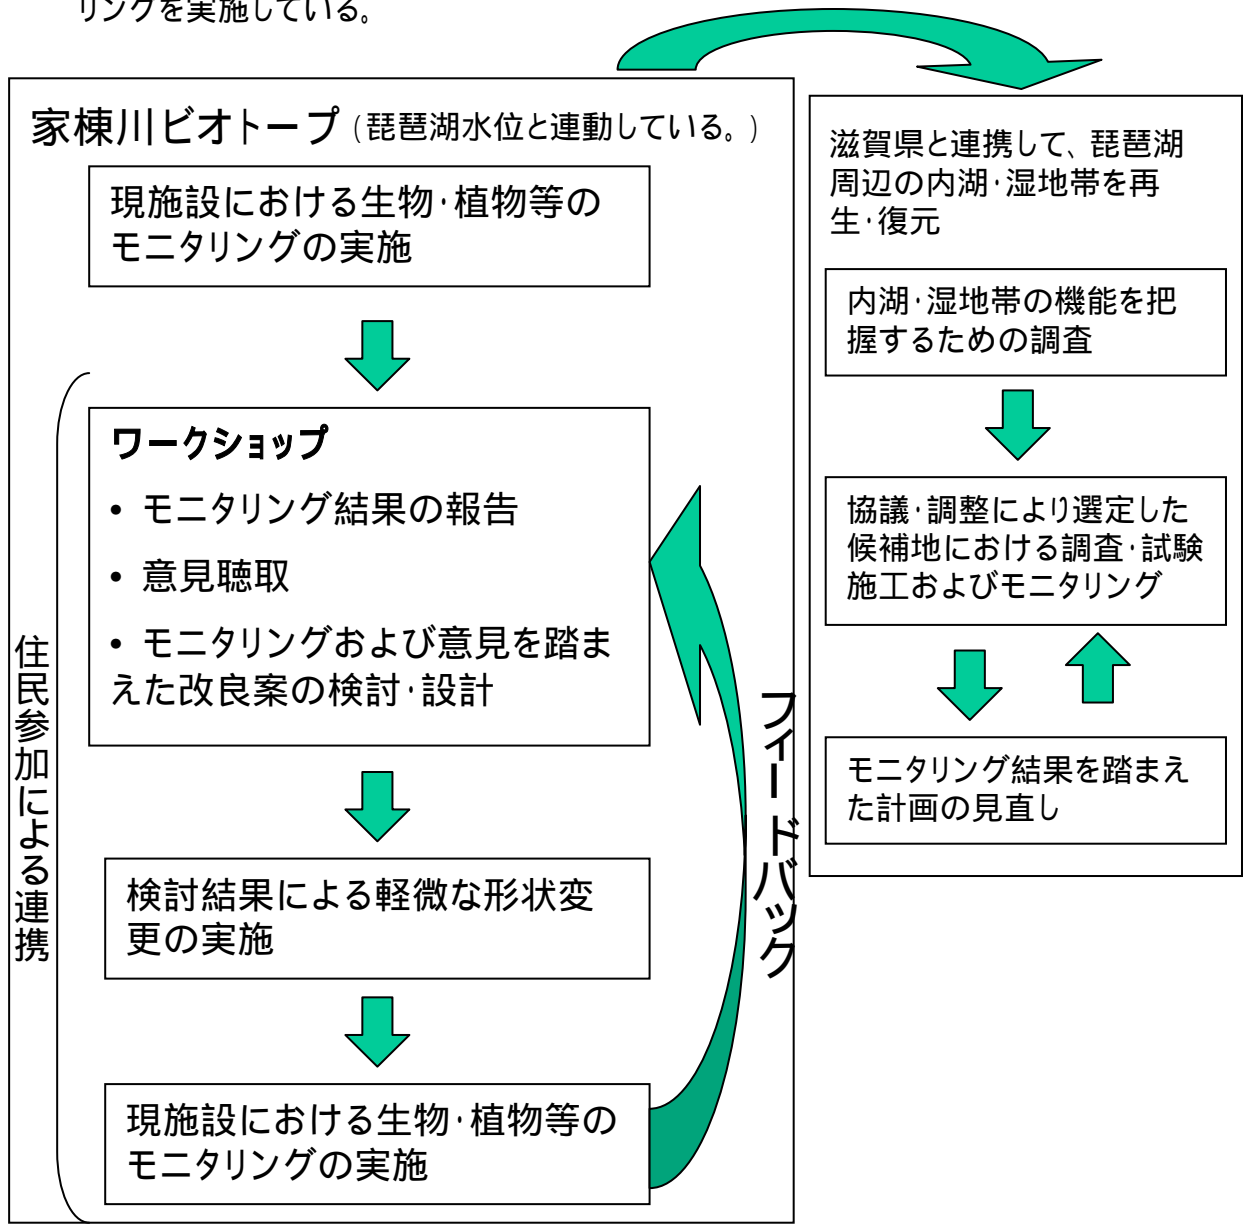 リングを実施している。
家棟川ビオトープ（琵琶湖水位と連動している。）
現施設における生物・植物等の
モニタリングの実施
ワークショップ
• モニタリング結果の報告
• 意見聴取
• モニタリングおよび意見を踏ま
えた改良案の検討・設計
検討結果による軽微な形状変
更の実施
現施設における生物・植物等の
モニタリングの実施
住民参加による連携
フィードバック
滋賀県と連携して、琵琶湖
周辺の内湖・湿地帯を再
生・復元
内湖・湿地帯の機能を把
握するための調査
協議・調整により選定した
候補地における調査・試験
施工およびモニタリング
モニタリング結果を踏まえ
た計画の見直し